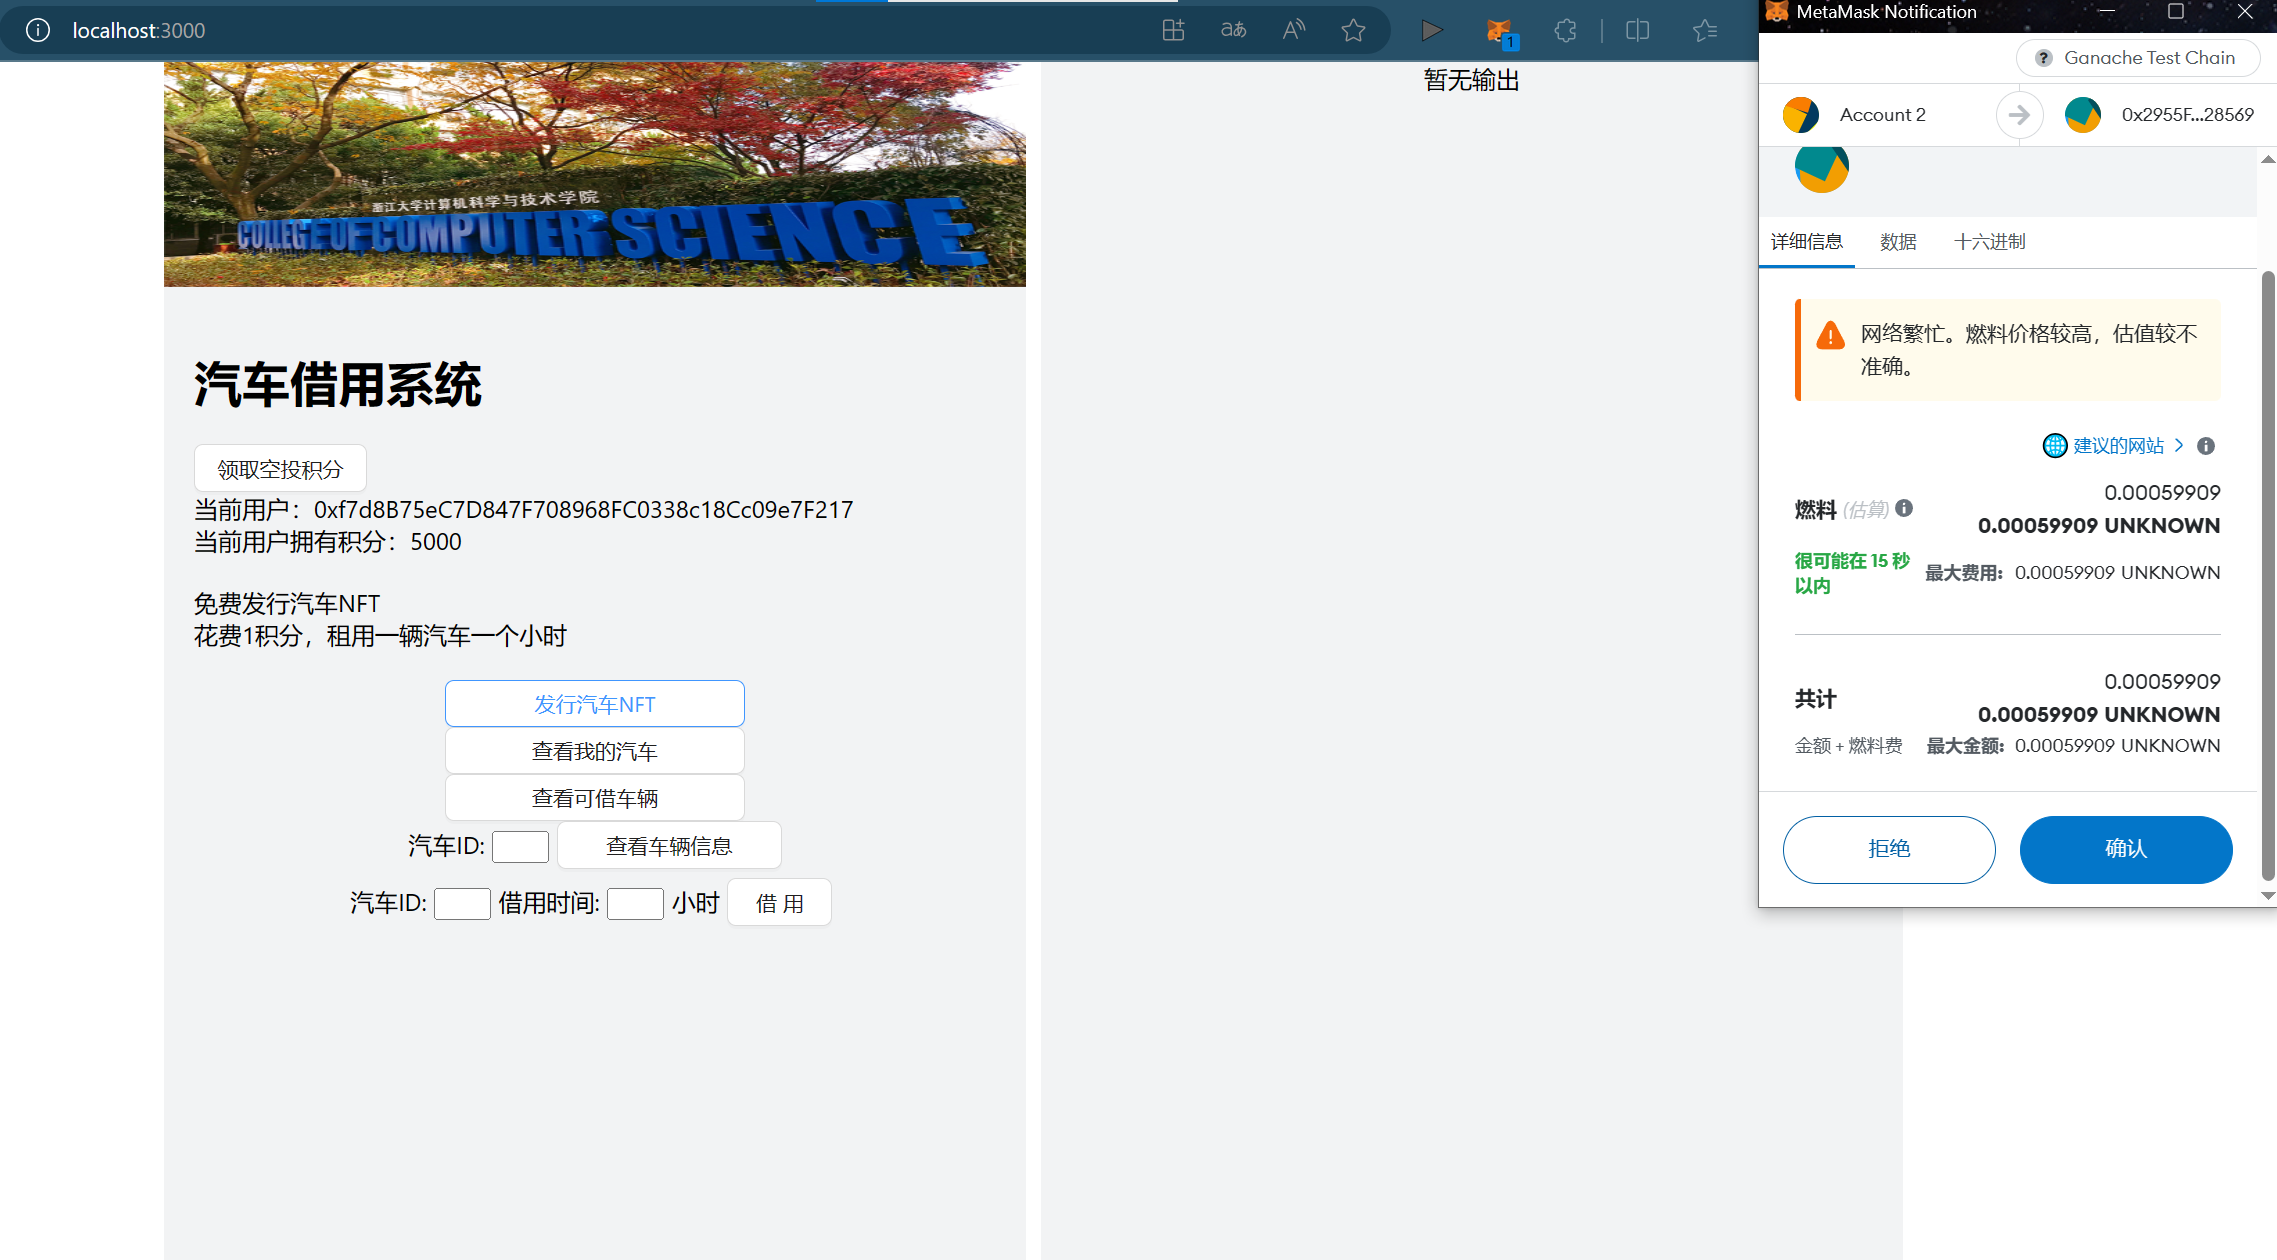 localhost:3000
浙江大学计算机科学与技术学院
COLLEGE OF COMPUTER SCIENCE
汽车借用系统
领取空投积分
当前用户：0xf7d8B75eC7D847F708968FC0338c18Cc09e7F217
当前用户拥有积分：5000
免费发行汽车NFT
花费1积分，租用一辆汽车一个小时
发行汽车NFT
查看我的汽车
查看可借车辆
汽车ID: 查看车辆信息
汽车ID: 借用时间: 小时 借 用
暂无输出
MetaMask Notification
Ganache Test Chain
Account 2 0x2955F...28569
详细信息 数据 十六进制
网络繁忙。燃料价格较高，估值较不
准确。
建议的网站
0.00059909
燃料 (估算) 0.00059909 UNKNOWN
很可能在 15 秒
以内
最大费用: 0.00059909 UNKNOWN
0.00059909
共计 0.00059909 UNKNOWN
金额 + 燃料费 最大金额: 0.00059909 UNKNOWN
拒绝 确认